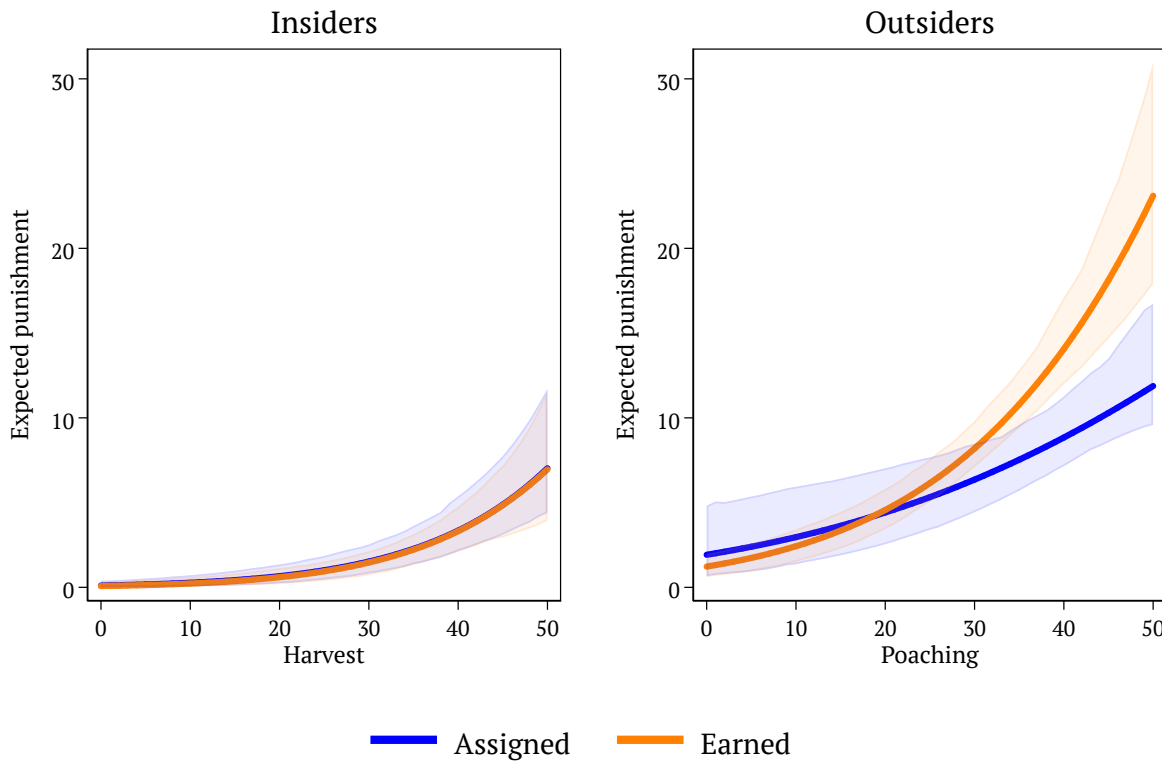 Insiders
Outsiders
Expected punishment
30
20
10
0
0 10 20 30 40 50
Harvest
Expected punishment
30
20
10
0
0 10 20 30 40 50
Poaching
Assigned
Earned